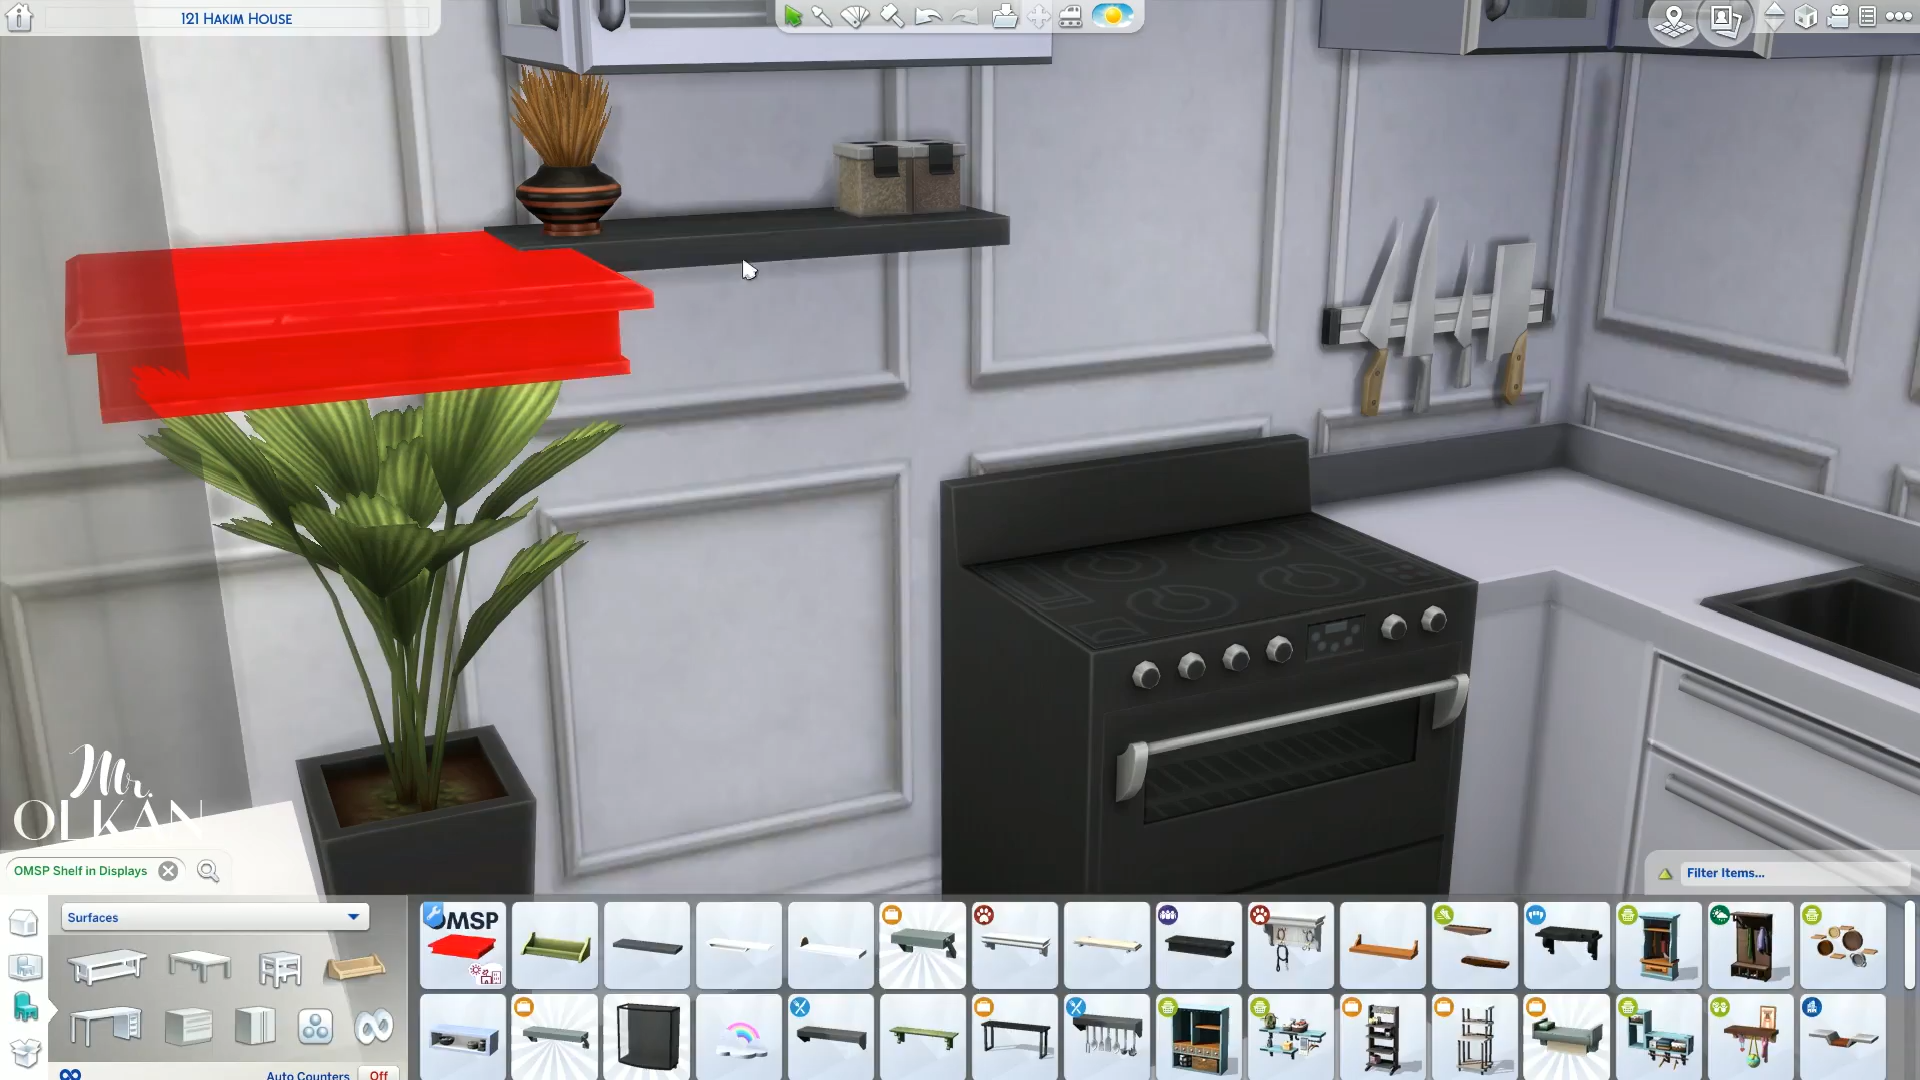 121 Hakim House
Mr.
OLKAN
OMSP Shelf in Displays
Filter Items...
Surfaces
OMSP
Auto Counters Off